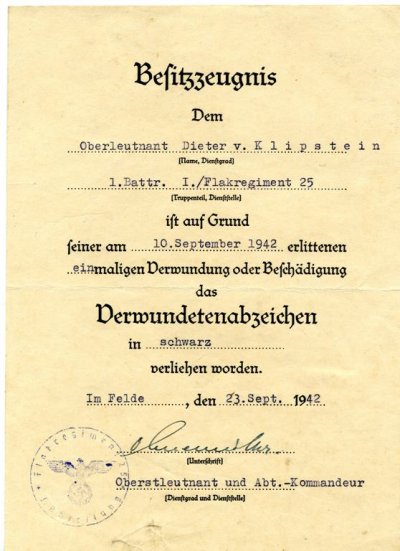 Besitzzeugnis
Dem
Oberleutnant Dieter v. Klipstein
(Name, Dienstgrad)
1.Battr. I./Flakregiment 25
(Truppenteil, Dienststelle)
ist auf Grund
seiner am 10.September 1942 erlittenen
einmaligen Verwundung oder Beschädigung
das
Verwundetenabzeichen
in schwarz
verliehen worden.
Im Felde, den 23.Sept. 1942
(Unterschrift)
Oberstleutnant und Abt.-Kommandeur
(Dienstgrad und Dienststelle)